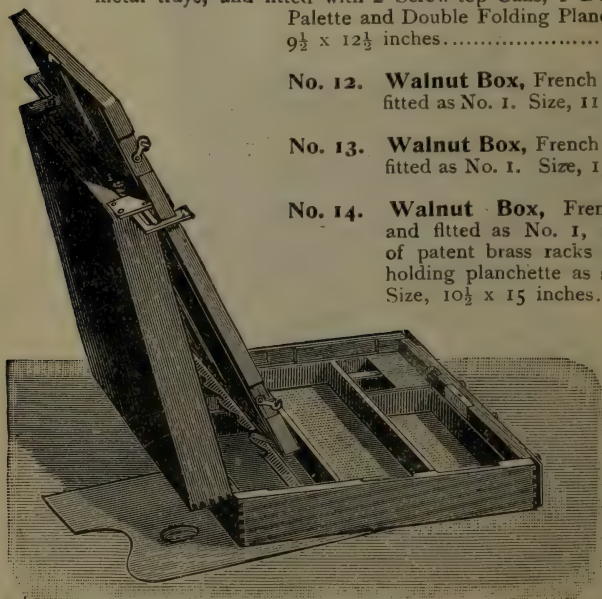 metal trays, and fitted with 2 Screw-top Cans,
Palette and Double Folding
9½ x 12½ inches
No. 12. Walnut Box, French
fitted as No. 1. Size, 11
No. 13. Walnut Box, French
fitted as No. 1. Size, 1
No. 14. Walnut Box,
and fitted as No. 1,
of patent brass racks
holding planchette as
Size, 10½ x 15 inches.